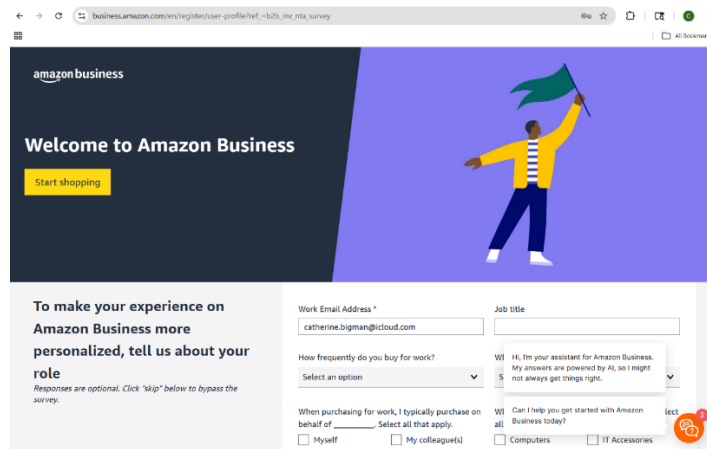 business.amazon.com/en/register/user-profile?ref_=b2b_inv_nta_survey
All Bookmar
amazon business
Welcome to Amazon Business
Start shopping
To make your experience on
Amazon Business more
personalized, tell us about your
role
Responses are optional. Click "skip" below to bypass the
survey.
Work Email Address *
Job title
catherine.bigman@icloud.com
How frequently do you buy for work?
Select an option
When purchasing for work, I typically purchase on
behalf of ________. Select all that apply.
Myself
My colleague(s)
Computers
IT Accessories
Hi, I'm your assistant for Amazon Business.
My answers are powered by AI, so I might
not always get things right.
Can I help you get started with Amazon
Business today?
2